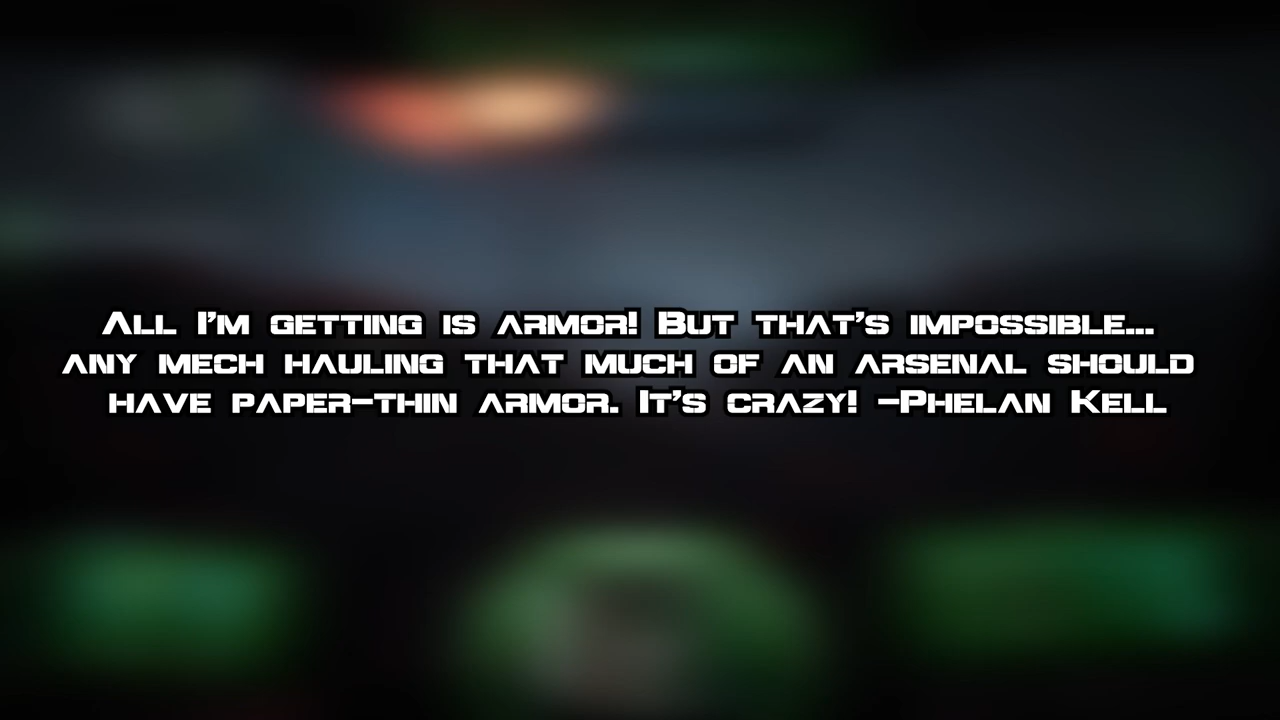 All I'm getting is armor! But that's impossible...
any mech hauling that much of an arsenal should
have paper-thin armor. It's crazy! -Phelan Kell